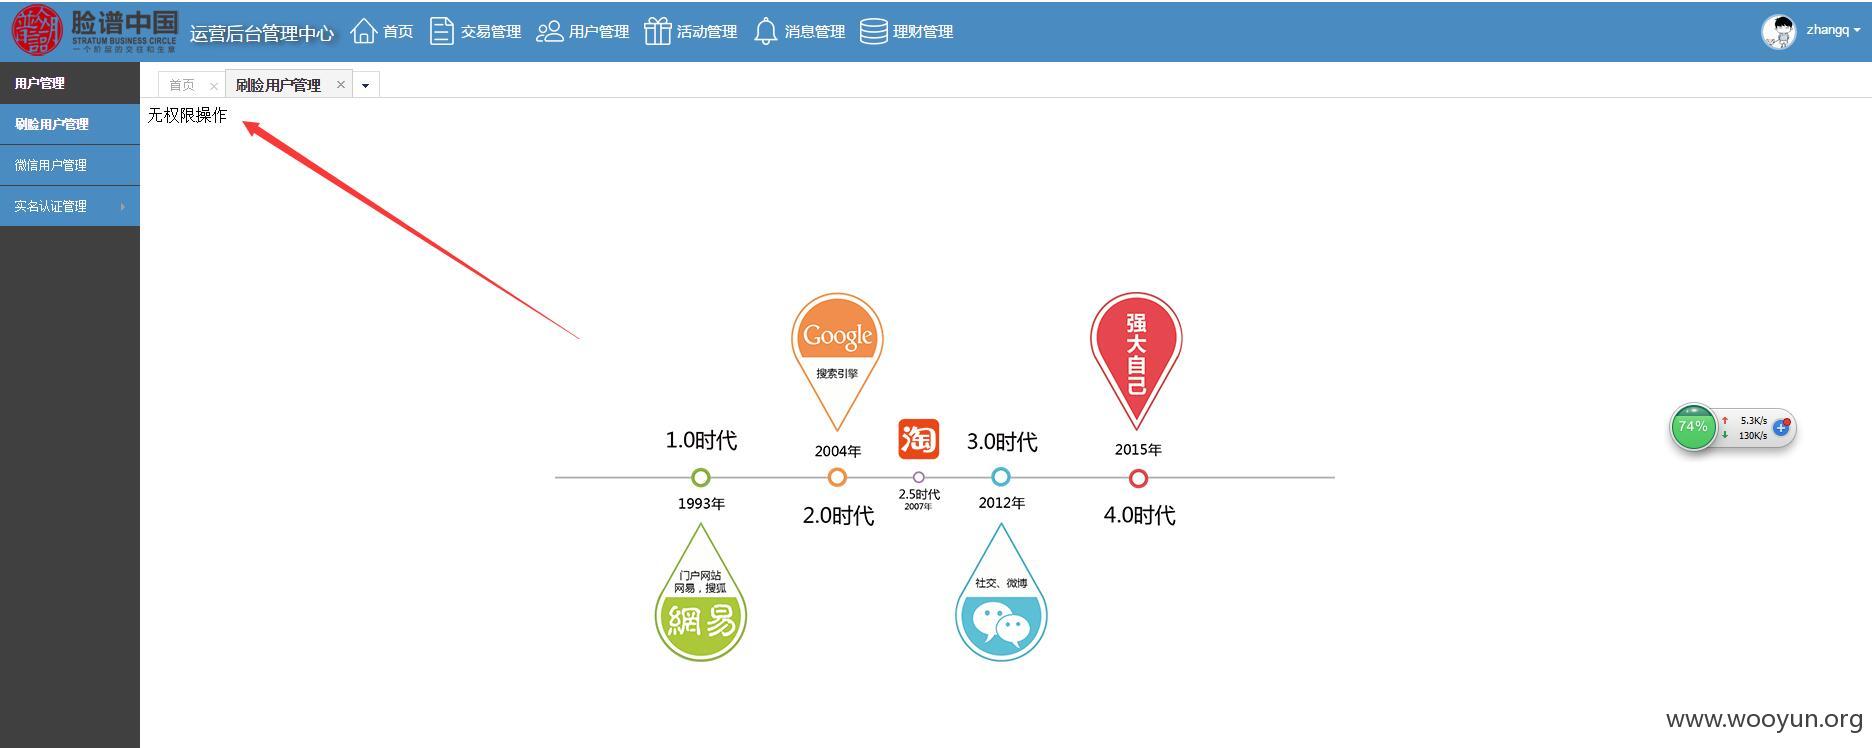 脸谱中国
STRATUM BUSINESS CIRCLE
一个阶层的交往和生意
运营后台管理中心
首页
交易管理
用户管理
活动管理
消息管理
理财管理
zhangq
用户管理
刷脸用户管理
微信用户管理
实名认证管理
首页 ×
刷脸用户管理 ×
无权限操作
Google
搜索引擎
强大自己
1.0时代
2004年
淘
3.0时代
2015年
1993年
2.0时代
2.5时代
2007年
2012年
4.0时代
门户网站
网易，搜狐
網易
社交、微博
74%
5.3K/s
130K/s
www.wooyun.org